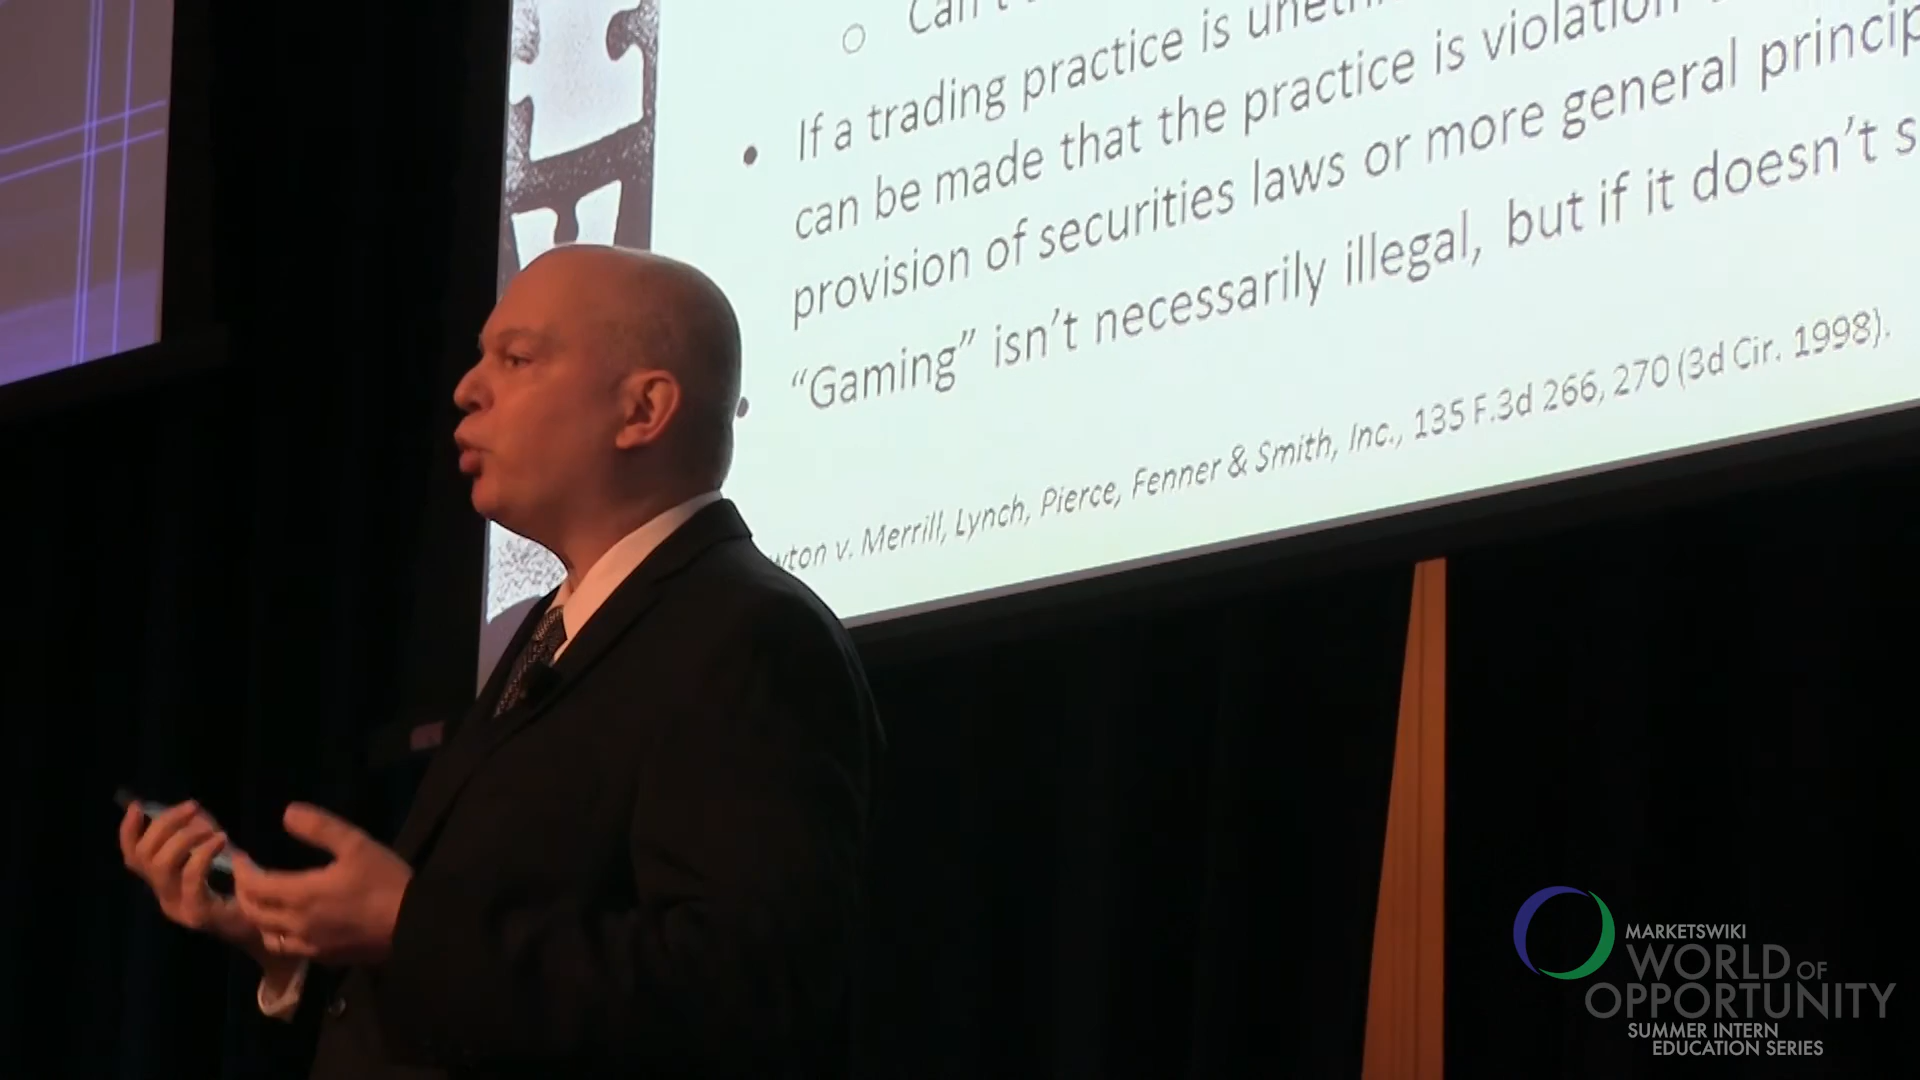 If a trading practice is
can be made that the practice is violation
provision of securities laws or more general
“Gaming” isn’t necessarily illegal, but if it doesn’t
v. Merrill, Lynch, Pierce, Fenner & Smith, Inc., 135 F.3d 266, 270 (3d Cir. 1998).
MARKETSWIKI
WORLD OF
OPPORTUNITY
SUMMER INTERN
EDUCATION SERIES